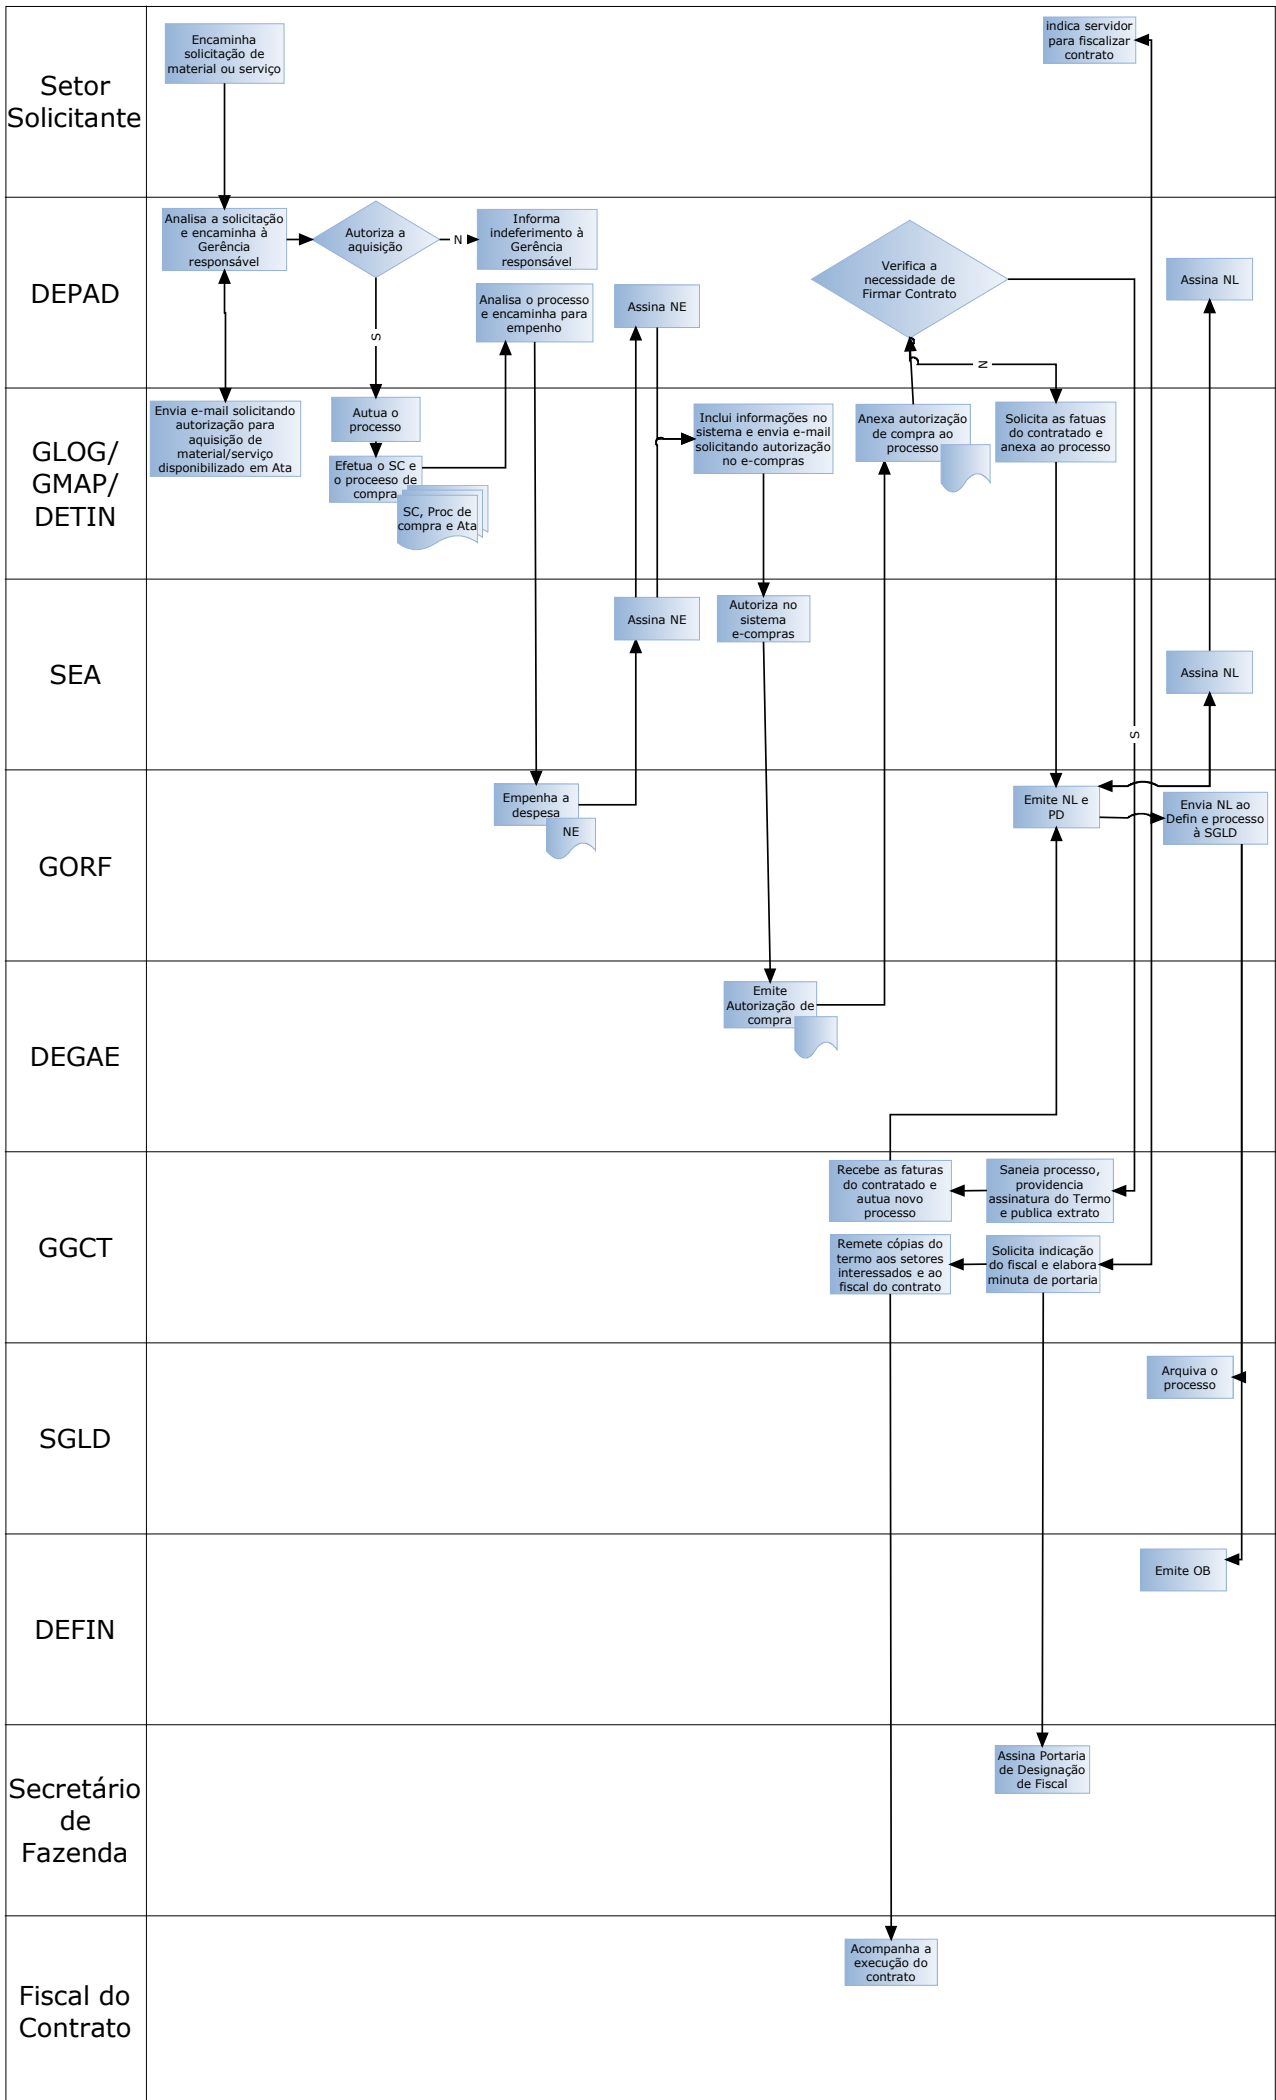 Setor
Solicitante
Encaminha
solicitação de
material ou serviço
indica servidor
para fiscalizar
contrato
DEPAD
Analisa a solicitação
e encaminha à
Gerência
responsável
Autoriza a
aquisição
N
S
Informa
indeferimento à
Gerência
responsável
Analisa o processo
e encaminha para
empenho
Assina NE
Verifica a
necessidade de
Firmar Contrato
N
Assina NL
GLOG/
GMAP/
DETIN
Envia e-mail solicitando
autorização para
aquisição de
material/serviço
disponibilizado em Ata
Autua o
processo
Efetua o SC e
o proceeso de
compra
SC, Proc de
compra e Ata
Inclui informações no
sistema e envia e-mail
solicitando autorização
no e-compras
Anexa autorização
de compra ao
processo
Solicita as fatuas
do contratado e
anexa ao processo
SEA
Assina NE
Autoriza no
sistema
e-compras
S
Assina NL
GORF
Empenha a
despesa
NE
Emite NL e
PD
Envia NL ao
Defin e processo
à SGLD
DEGAE
Emite
Autorização de
compra
GGCT
Recebe as faturas
do contratado e
autua novo
processo
Saneia processo,
providencia
assinatura do Termo
e publica extrato
Remete cópias do
termo aos setores
interessados e ao
fiscal do contrato
Solicita indicação
do fiscal e elabora
minuta de portaria
SGLD
Arquiva o
processo
DEFIN
Emite OB
Secretário
de
Fazenda
Assina Portaria
de Designação
de Fiscal
Fiscal do
Contrato
Acompanha a
execução do
contrato